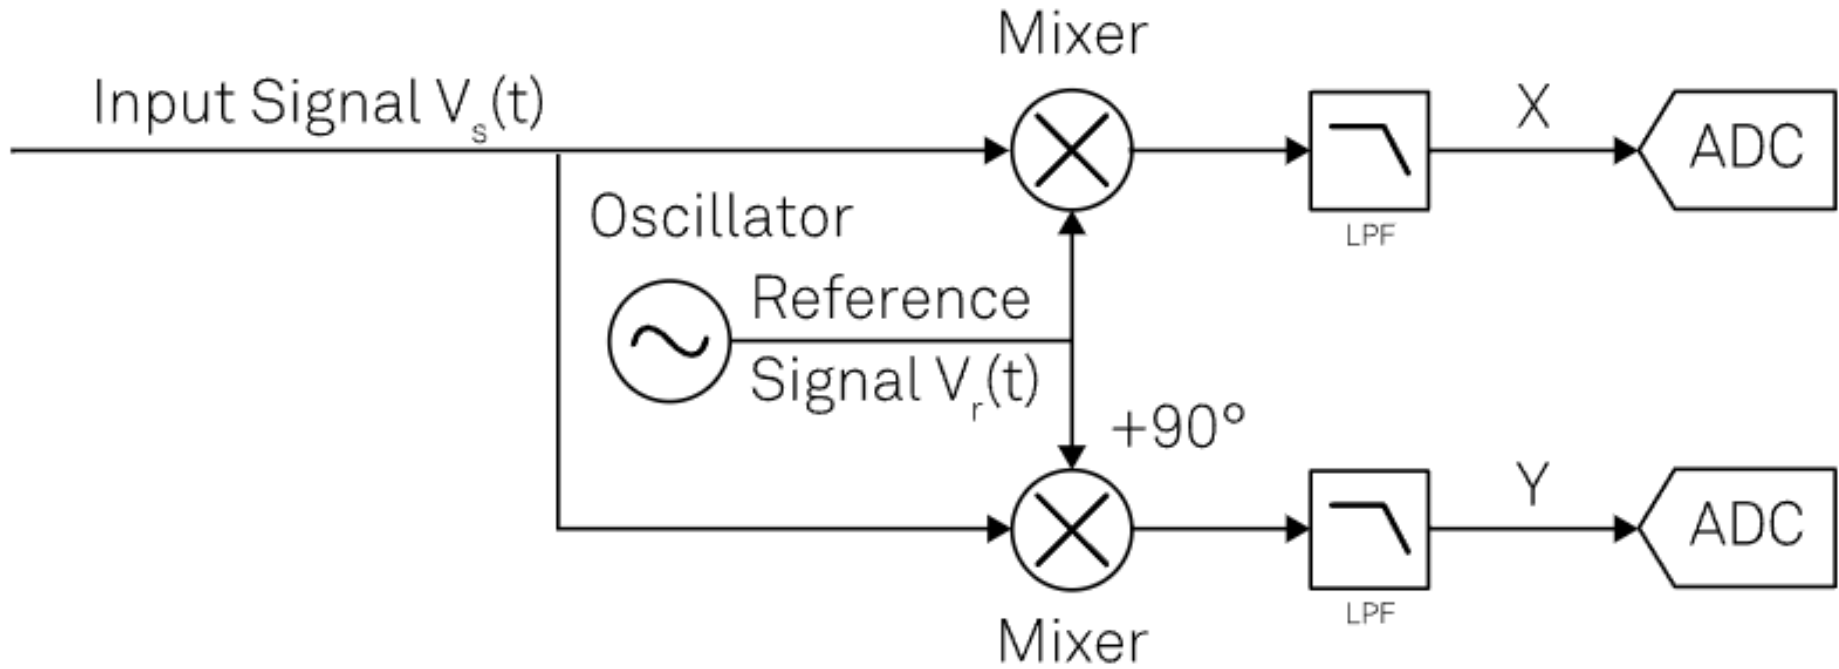 Mixer
Input Signal Vs(t)
X
ADC
LPF
Oscillator
Reference
Signal Vr(t)
+90°
Y
ADC
LPF
Mixer